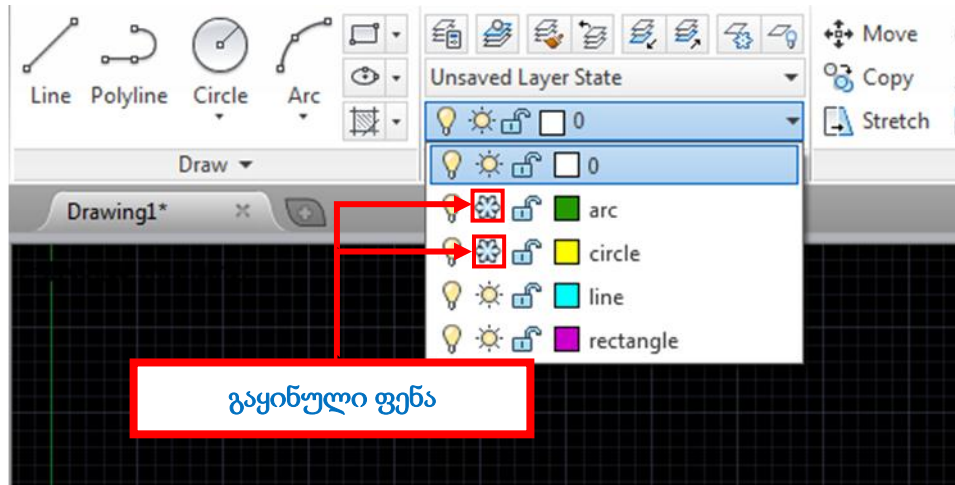 Line Polyline Circle Arc
Draw
Unsaved Layer State
0
0
arc
circle
line
rectangle
Move
Copy
Stretch
Drawing1*
გაყინული ფენა